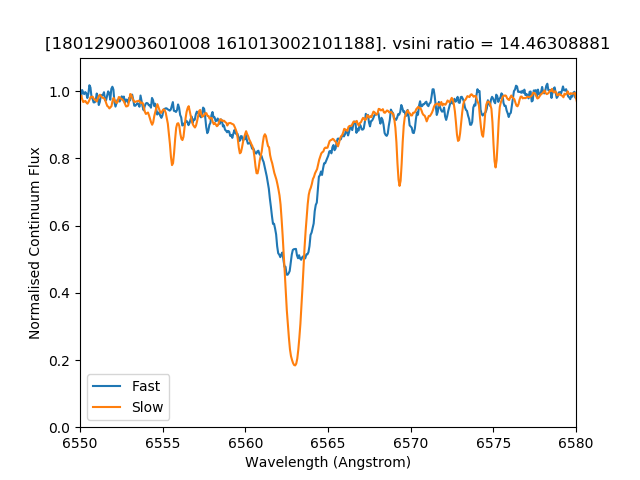 [180129003601008 161013002101188]. vsini ratio = 14.46308881
1.0
0.8
0.6
0.4
0.2
0.0
Normalised Continuum Flux
Fast
Slow
6550
6555
6560
6565
6570
6575
6580
Wavelength (Angstrom)